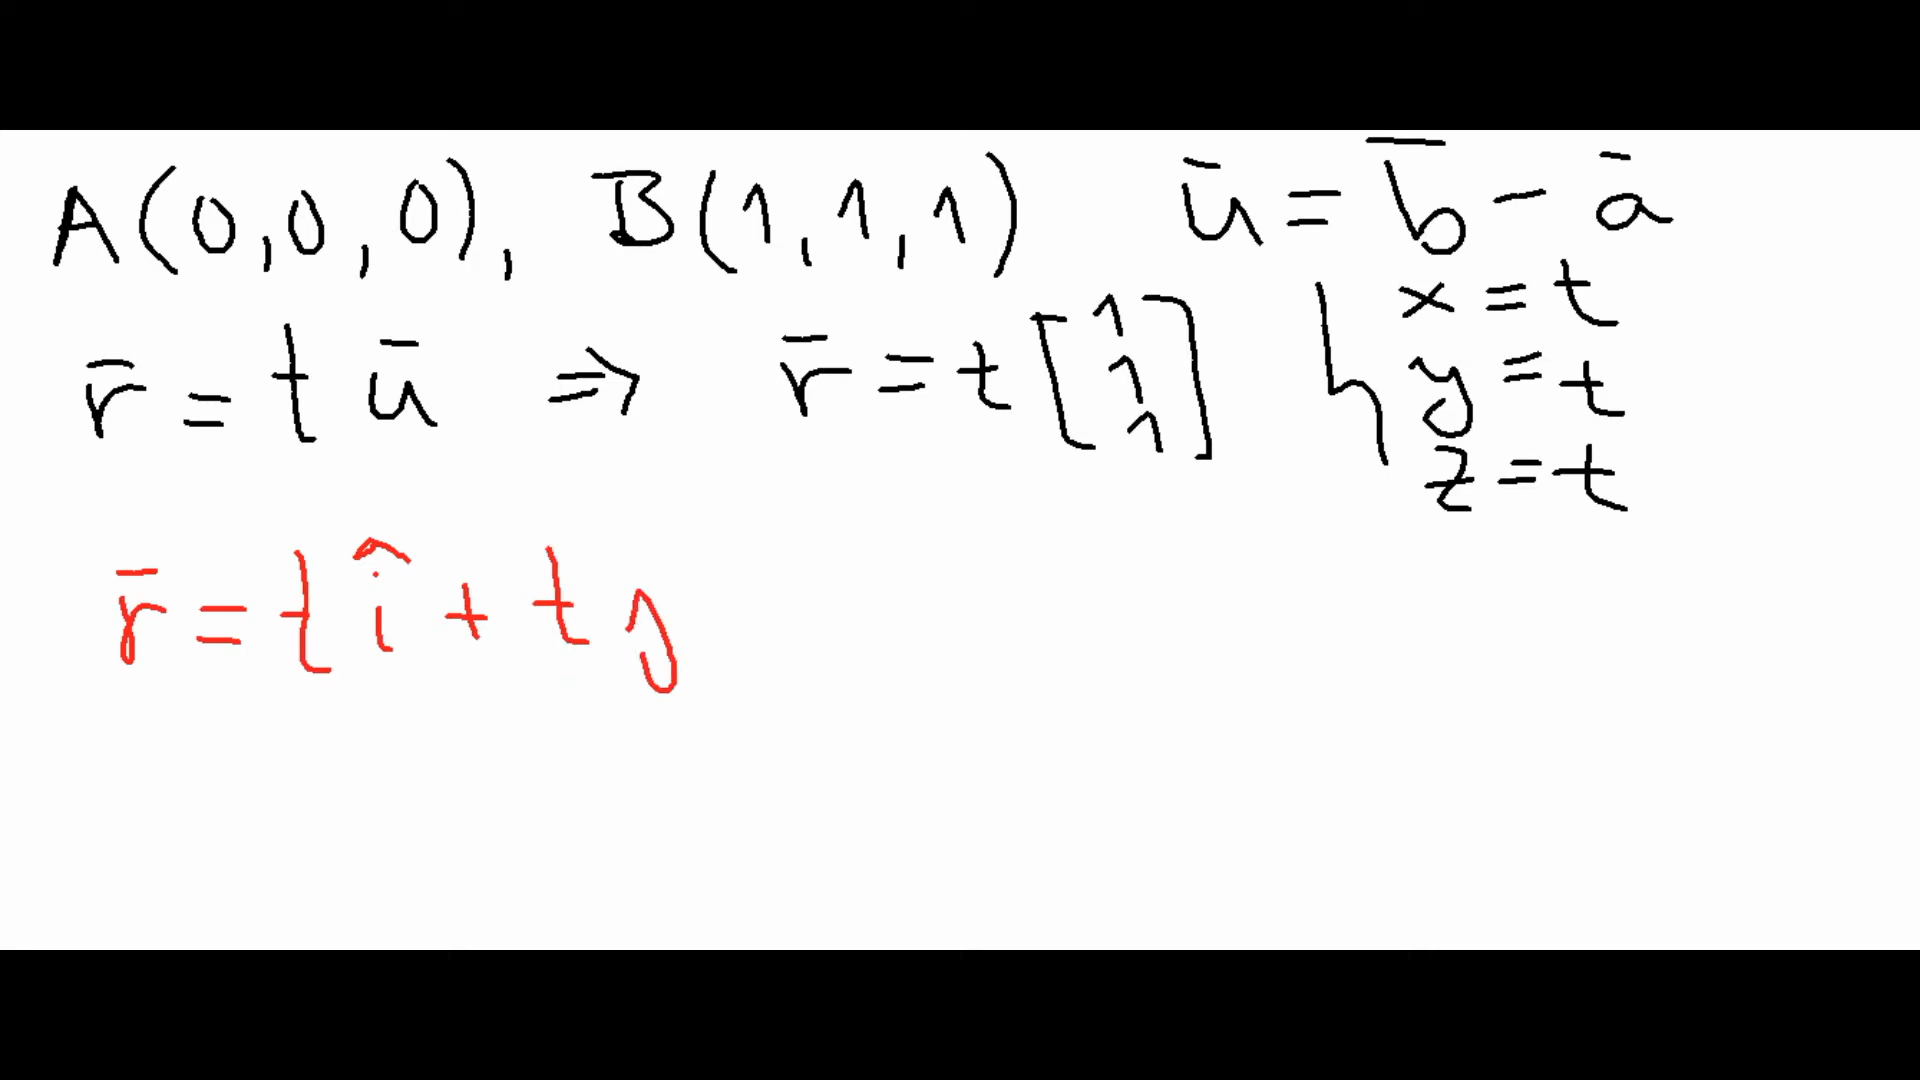 A(0,0,0), B(1,1,1) ū = b̄ - ā
r̄ = t ū ⇒ r̄ = t [1 1 1] { x = t
y = t
z = t
r̄ = t î + t j